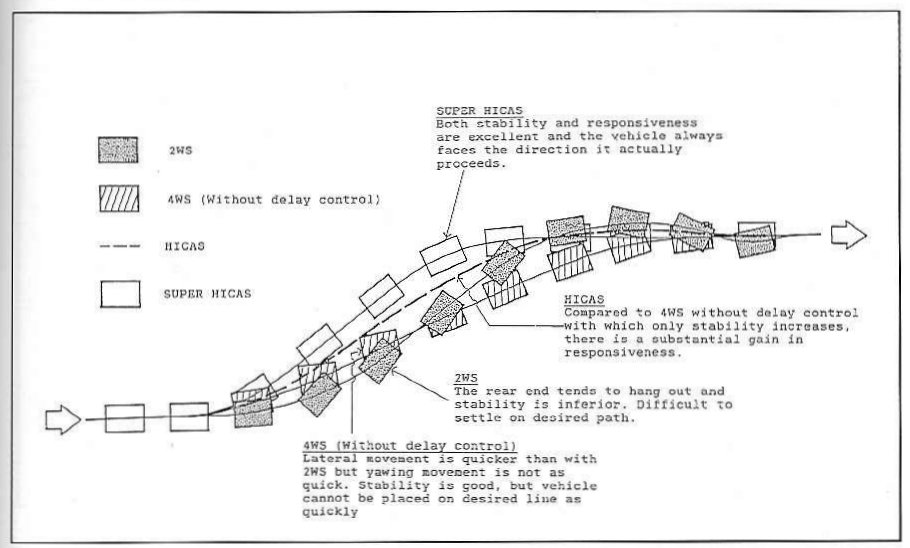 SUPER HICAS
Both stability and responsiveness
are excellent and the vehicle always
faces the direction it actually
proceeds.
2WS
4WS (Without delay control)
HICAS
SUPER HICAS
HICAS
Compared to 4WS without delay control
with which only stability increases,
there is a substantial gain in
responsiveness.
2WS
The rear end tends to hang out and
stability is inferior. Difficult to
settle on desired path.
4WS (Without delay control)
Lateral movement is quicker than with
2WS but yawing movement is not as
quick. Stability is good, but vehicle
cannot be placed on desired line as
quickly